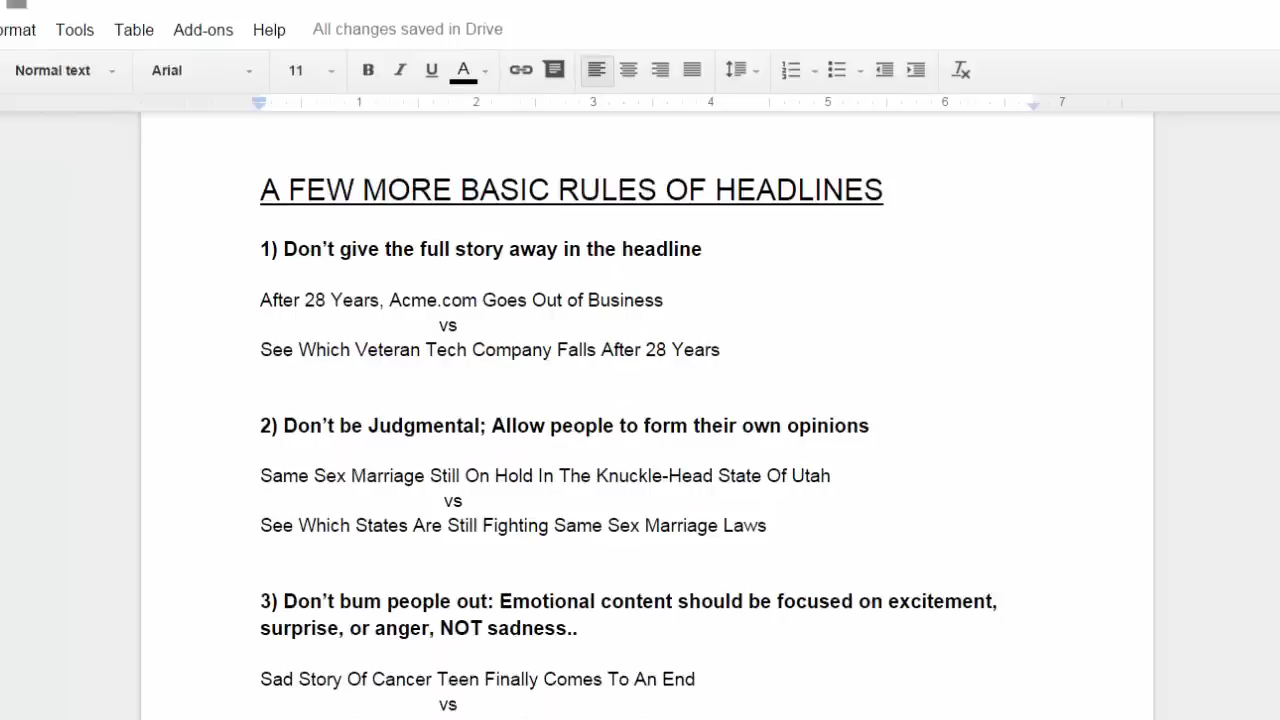 ormat Tools Table Add-ons Help All changes saved in Drive
Normal text Arial 11 B I U A
1 2 3 4 5 6 7
A FEW MORE BASIC RULES OF HEADLINES
1) Don’t give the full story away in the headline
After 28 Years, Acme.com Goes Out of Business
vs
See Which Veteran Tech Company Falls After 28 Years
2) Don’t be Judgmental; Allow people to form their own opinions
Same Sex Marriage Still On Hold In The Knuckle-Head State Of Utah
vs
See Which States Are Still Fighting Same Sex Marriage Laws
3) Don’t bum people out: Emotional content should be focused on excitement,
surprise, or anger, NOT sadness..
Sad Story Of Cancer Teen Finally Comes To An End
vs